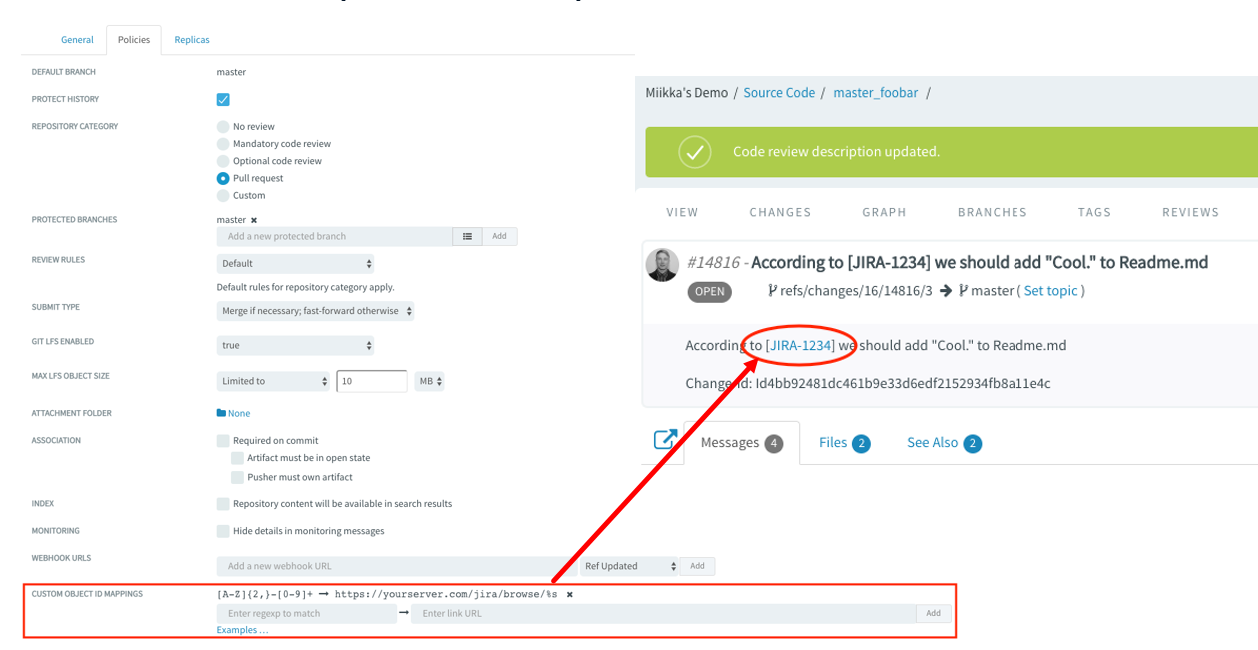 General Policies Replicas
DEFAULT BRANCH master
PROTECT HISTORY
REPOSITORY CATEGORY No review
Mandatory code review
Optional code review
Pull request
Custom
PROTECTED BRANCHES master ✖
Add a new protected branch Add
REVIEW RULES Default
Default rules for repository category apply.
SUBMIT TYPE Merge if necessary; fast-forward otherwise
GIT LFS ENABLED true
MAX LFS OBJECT SIZE Limited to 10 MB
ATTACHMENT FOLDER None
ASSOCIATION Required on commit
Artifact must be in open state
Pusher must own artifact
INDEX Repository content will be available in search results
MONITORING Hide details in monitoring messages
WEBHOOK URLS Add a new webhook URL Ref Updated Add
CUSTOM OBJECT ID MAPPINGS [A-Z]{2,}-[0-9]+ → https://yourserver.com/jira/browse/%s ✖
Enter regexp to match → Enter link URL Add
Examples ...
Miikka's Demo / Source Code / master_foobar /
Code review description updated.
VIEW CHANGES GRAPH BRANCHES TAGS REVIEWS
#14816 - According to [JIRA-1234] we should add "Cool." to Readme.md
OPEN refs/changes/16/14816/3 → master ( Set topic )
According to [JIRA-1234] we should add "Cool." to Readme.md
Change-Id: Id4bb92481dc461b9e33d6edf2152934fb8a11e4c
Messages 4 Files 2 See Also 2